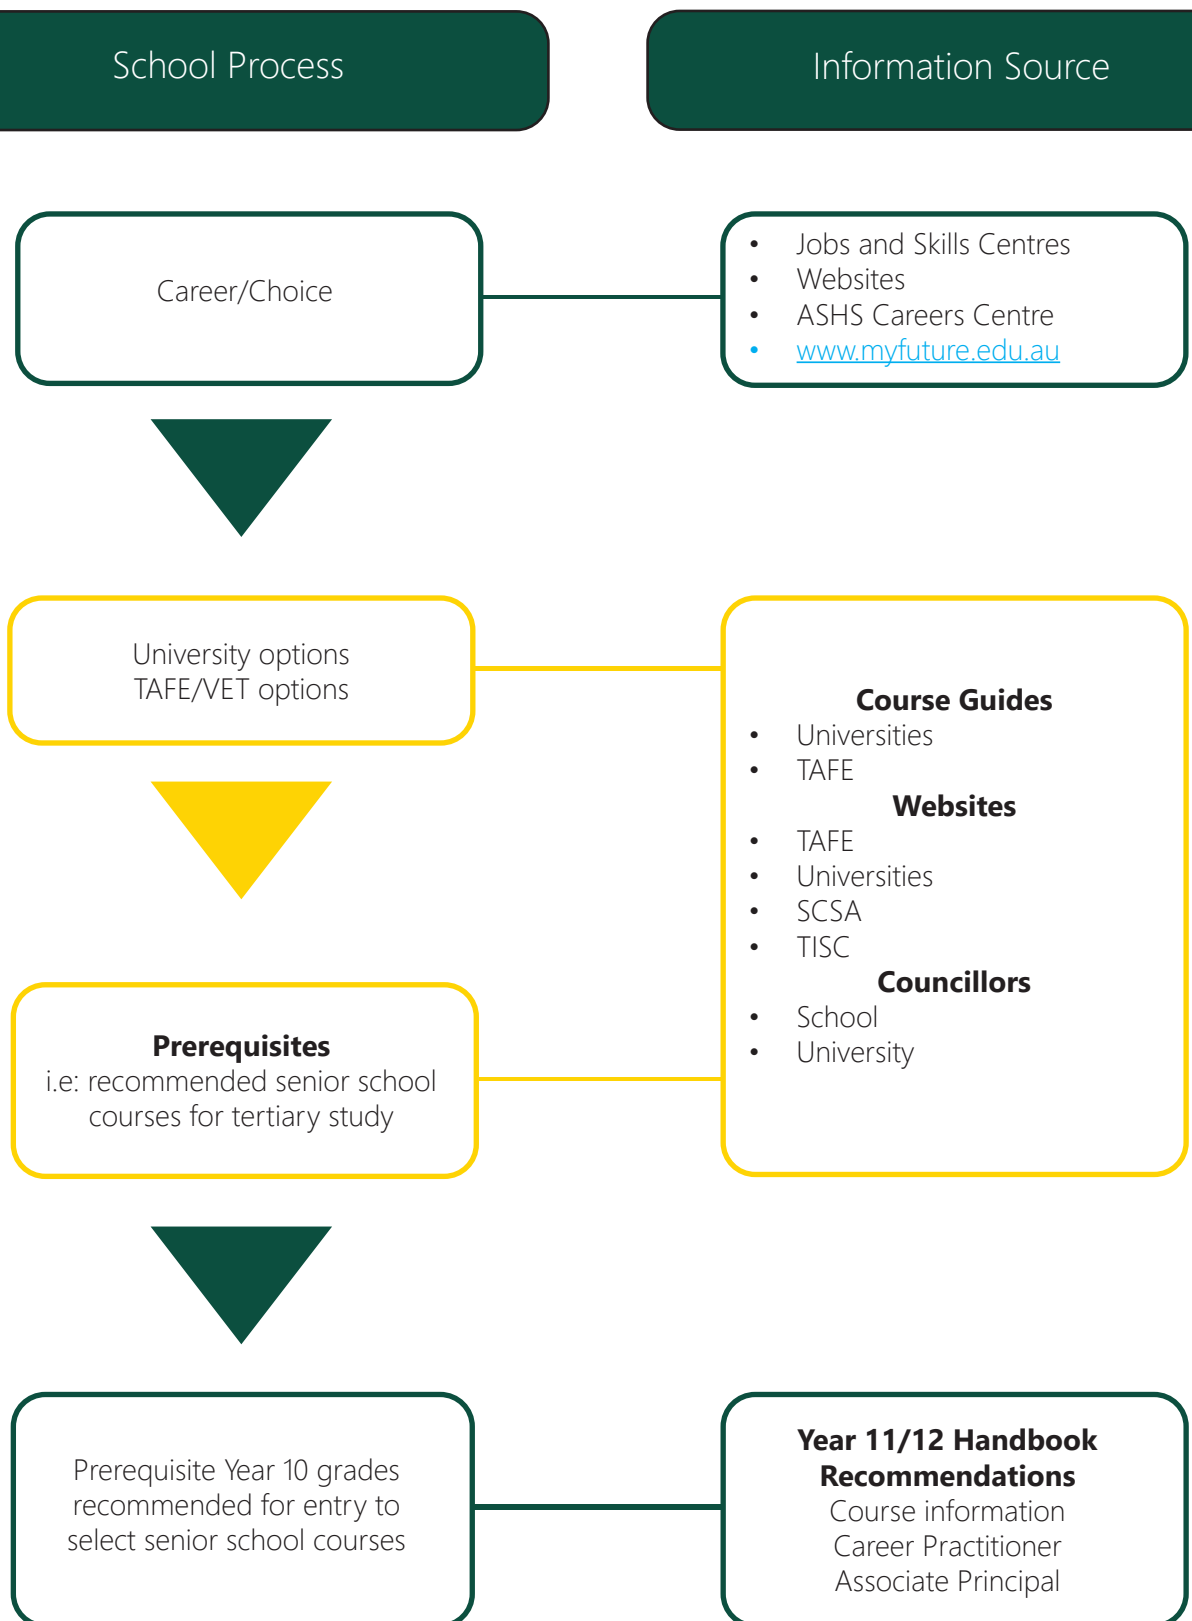 School Process
Information Source
Career/Choice
• Jobs and Skills Centres
• Websites
• ASHS Careers Centre
• www.myfuture.edu.au
University options
TAFE/VET options
Course Guides
• Universities
• TAFE
Websites
• TAFE
• Universities
• SCSA
• TISC
Councillors
• School
• University
Prerequisites
i.e: recommended senior school
courses for tertiary study
Prerequisite Year 10 grades
recommended for entry to
select senior school courses
Year 11/12 Handbook
Recommendations
Course information
Career Practitioner
Associate Principal